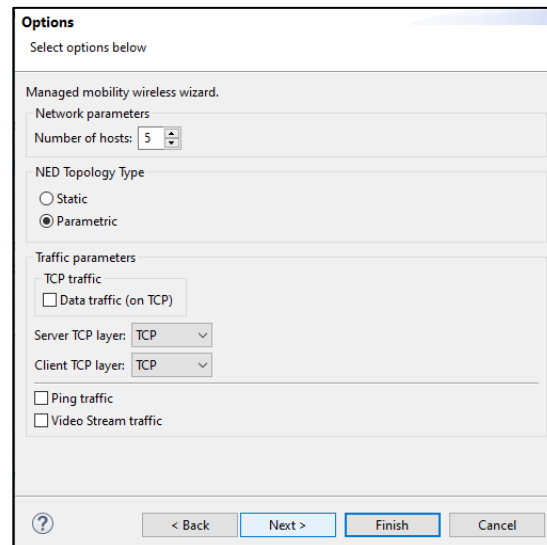 Options
Select options below
Managed mobility wireless wizard.
Network parameters
Number of hosts: 5
NED Topology Type
Static
Parametric
Traffic parameters
TCP traffic
Data traffic (on TCP)
Server TCP layer: TCP
Client TCP layer: TCP
Ping traffic
Video Stream traffic
? < Back Next > Finish Cancel